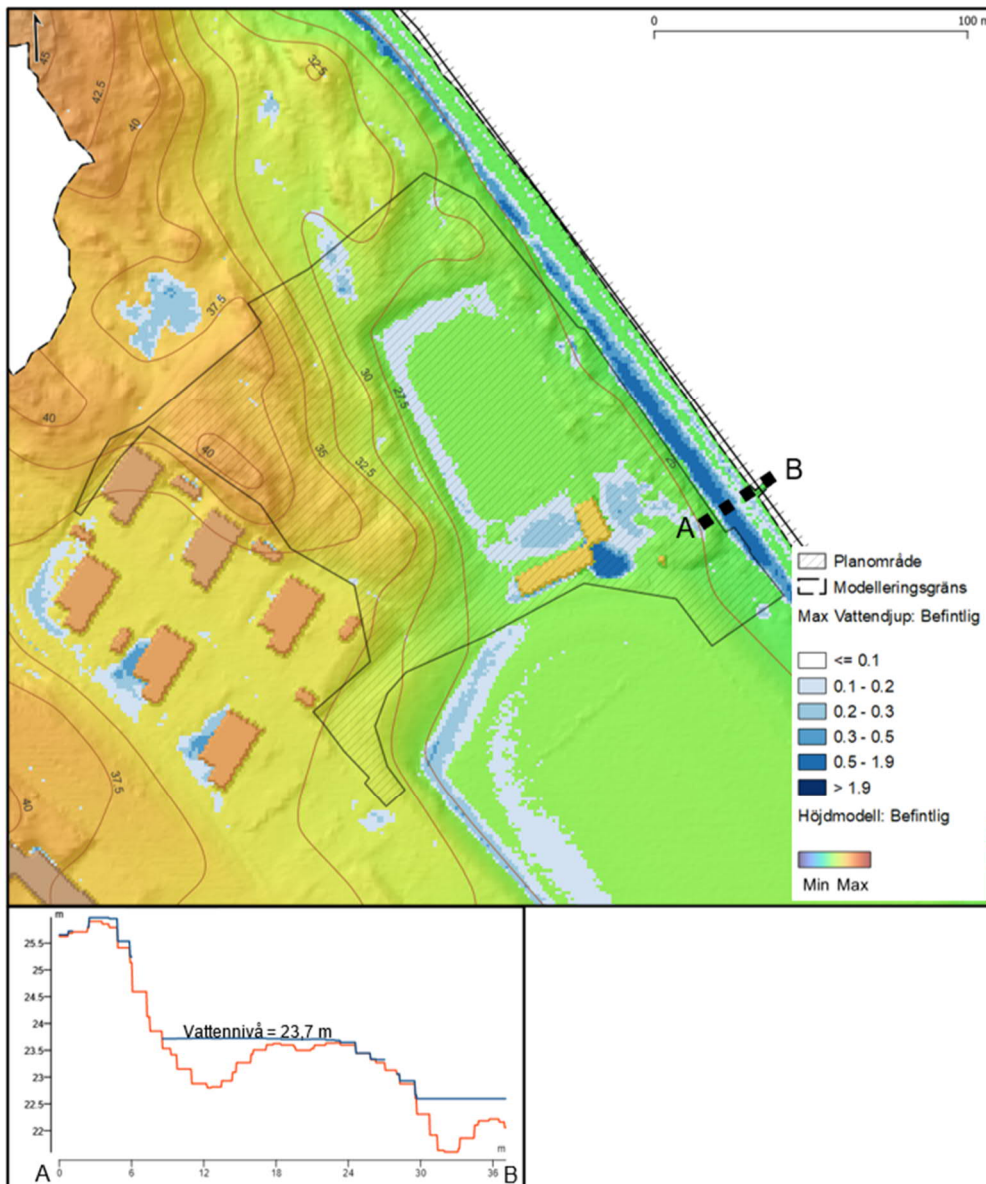 0 100 m
45
42.5
40
32.5
37.5
40
30
27.5
40
35
32.5
25
B
A
37.5
40
Planområde
Modelleringsgräns
Max Vattendjup: Befintlig
<= 0.1
0.1 - 0.2
0.2 - 0.3
0.3 - 0.5
0.5 - 1.9
> 1.9
Höjdmodell: Befintlig
Min Max
m
25.5
25
24.5
24
Vattennivå = 23,7 m
23.5
23
22.5
22
m
A 0 6 12 18 24 30 36 B